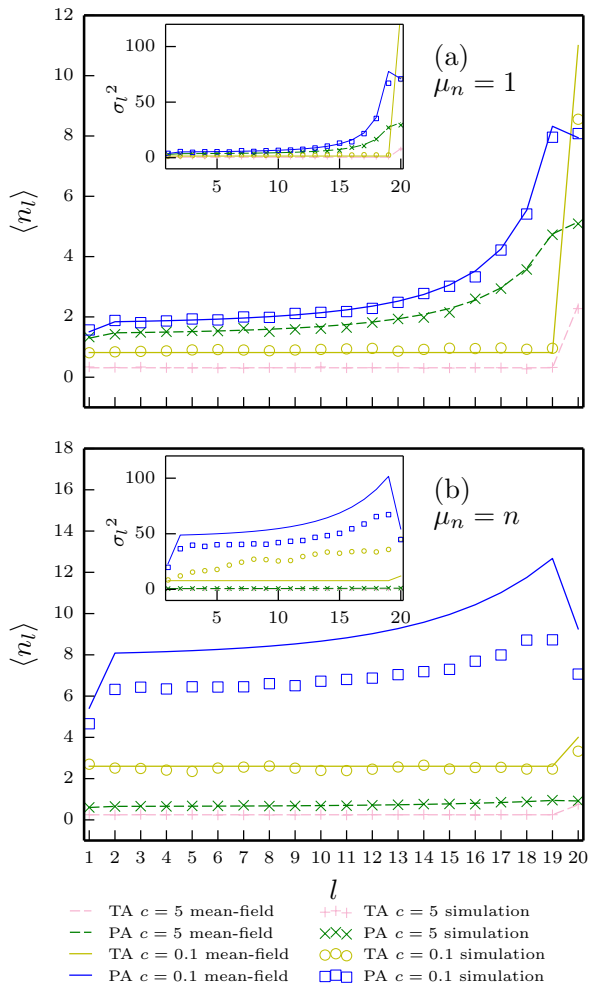 12
10
8
6
4
2
0
⟨n_l⟩
100
50
0
σ_l²
5 10 15 20
(a)
μ_n = 1
18
16
14
12
10
8
6
4
2
0
⟨n_l⟩
100
50
0
σ_l²
5 10 15 20
(b)
μ_n = n
1 2 3 4 5 6 7 8 9 10 11 12 13 14 15 16 17 18 19 20
l
TA c = 5 mean-field
PA c = 5 mean-field
TA c = 0.1 mean-field
PA c = 0.1 mean-field
TA c = 5 simulation
PA c = 5 simulation
TA c = 0.1 simulation
PA c = 0.1 simulation